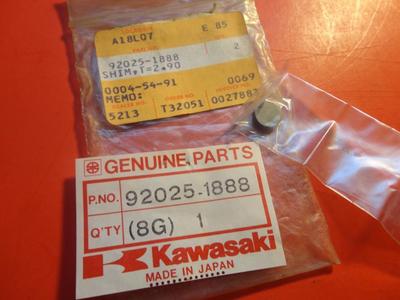 A18L07 E 85
92025-1888 2
SHIM,T=2.90
0004-54-91 0069
MEMO:
5213 T32051 0027883
GENUINE PARTS
P.NO. 92025-1888
Q'TY (8G) 1
Kawasaki
MADE IN JAPAN